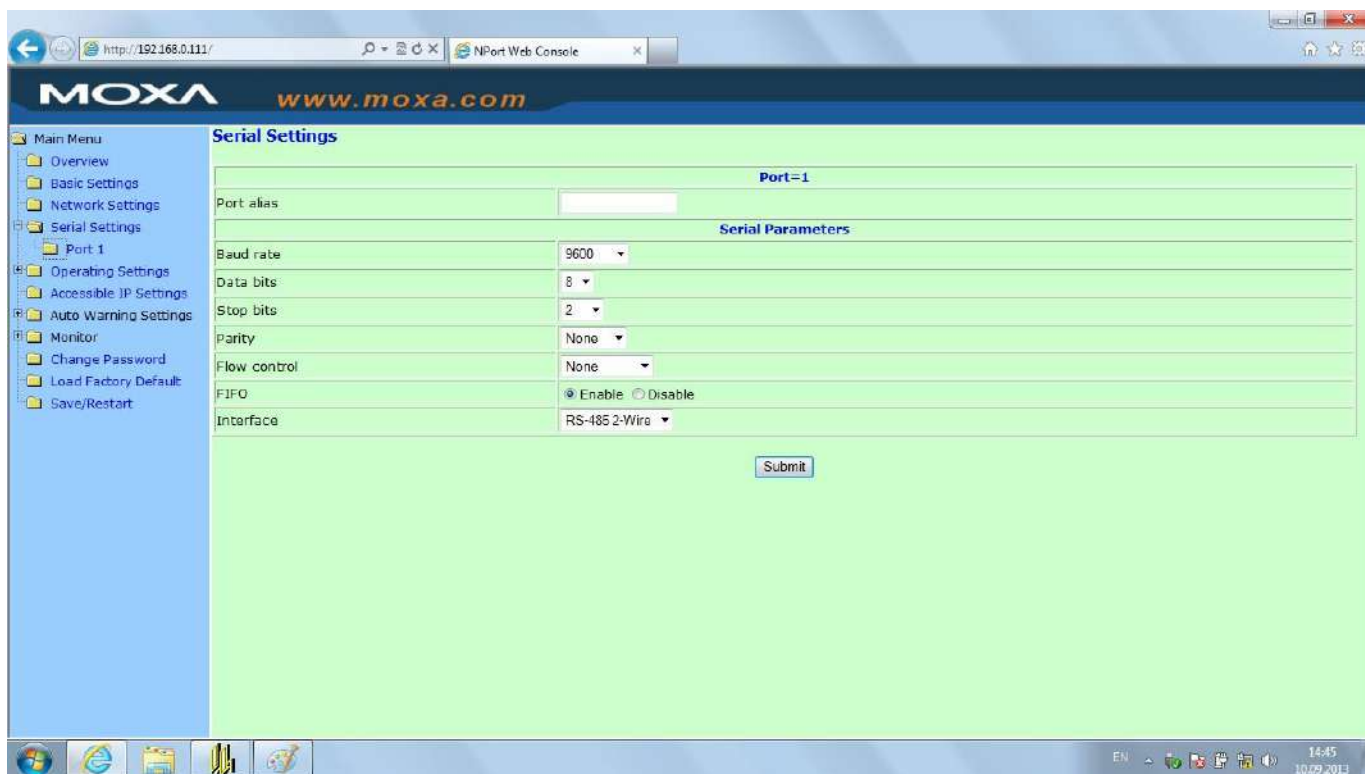 http://192.168.0.111/
NPort Web Console
MOXA www.moxa.com
Main Menu
Overview
Basic Settings
Network Settings
Serial Settings
Port 1
Operating Settings
Accessible IP Settings
Auto Warning Settings
Monitor
Change Password
Load Factory Default
Save/Restart
Serial Settings
Port=1
Port alias
Serial Parameters
Baud rate 9600
Data bits 8
Stop bits 2
Parity None
Flow control None
FIFO Enable Disable
Interface RS-485 2-Wire
Submit
EN 14:45
10.09.2013